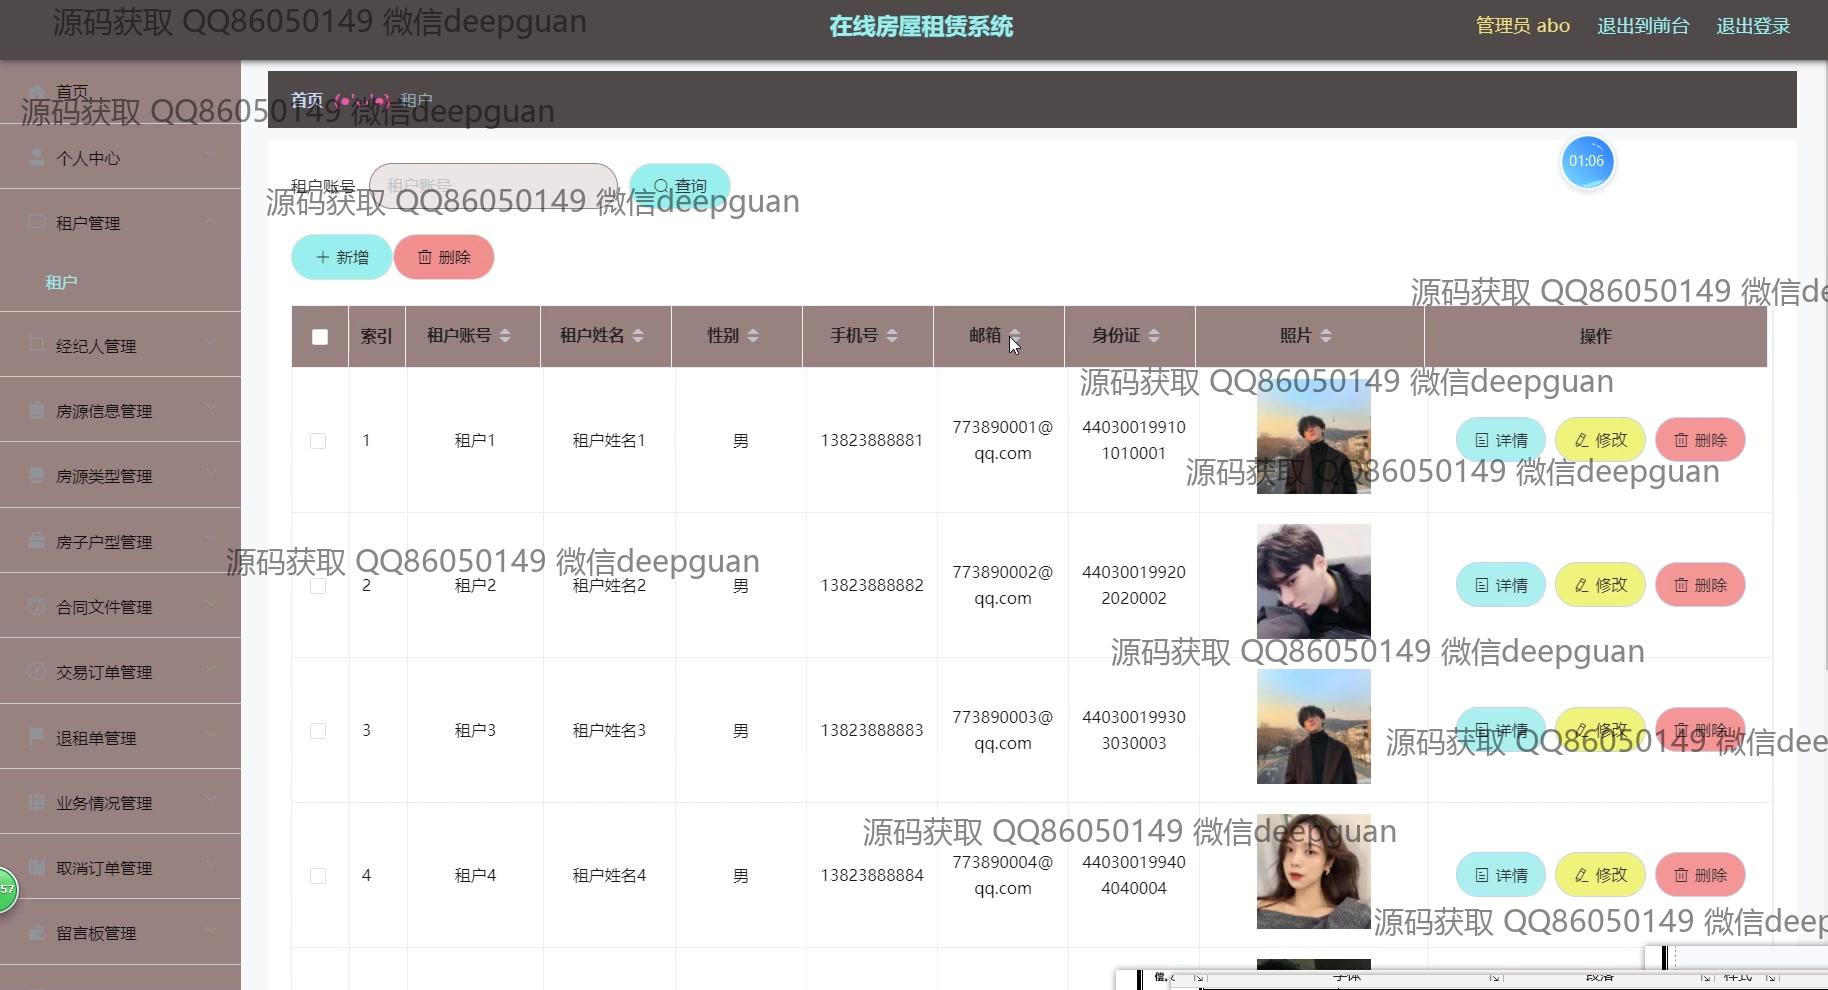 源码获取 QQ86050149 微信deepguan
在线房屋租赁系统
管理员 abo
退出到前台
退出登录
首页
首页 (●'◡'●) 租户
源码获取 QQ86050149 微信deepguan
个人中心
01:06
租户账号
租户账号
查询
源码获取 QQ86050149 微信deepguan
租户管理
新增
删除
租户
源码获取 QQ86050149 微信de
索引 租户账号 租户姓名 性别 手机号 邮箱 身份证 照片 操作
经纪人管理
源码获取 QQ86050149 微信deepguan
房源信息管理
1 租户1 租户姓名1 男 13823888881 773890001@ 44030019910 详情 修改 删除
qq.com 1010001
源码获取 QQ86050149 微信deepguan
房源类型管理
房子户型管理
源码获取 QQ86050149 微信deepguan
2 租户2 租户姓名2 男 13823888882 773890002@ 44030019920 详情 修改 删除
qq.com 2020002
合同文件管理
源码获取 QQ86050149 微信deepguan
交易订单管理
3 租户3 租户姓名3 男 13823888883 773890003@ 44030019930 详情 修改 删除
qq.com 3030003
源码获取 QQ86050149 微信dee
退租单管理
业务情况管理
源码获取 QQ86050149 微信deepguan
取消订单管理
4 租户4 租户姓名4 男 13823888884 773890004@ 44030019940 详情 修改 删除
qq.com 4040004
57
源码获取 QQ86050149 微信deep
留言板管理
字体 段落 样式